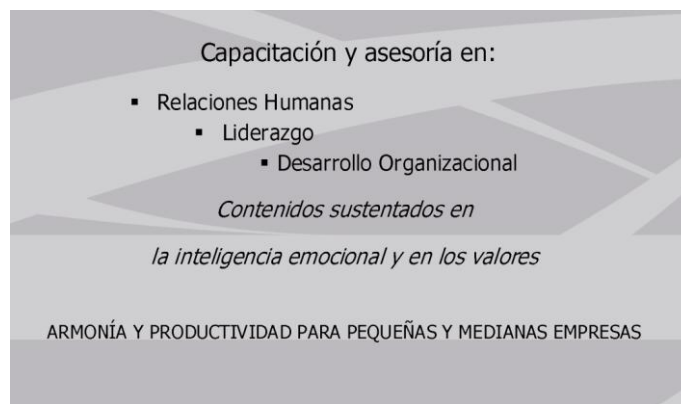 Capacitación y asesoría en:
▪ Relaciones Humanas
▪ Liderazgo
▪ Desarrollo Organizacional
Contenidos sustentados en
la inteligencia emocional y en los valores
ARMONÍA Y PRODUCTIVIDAD PARA PEQUEÑAS Y MEDIANAS EMPRESAS